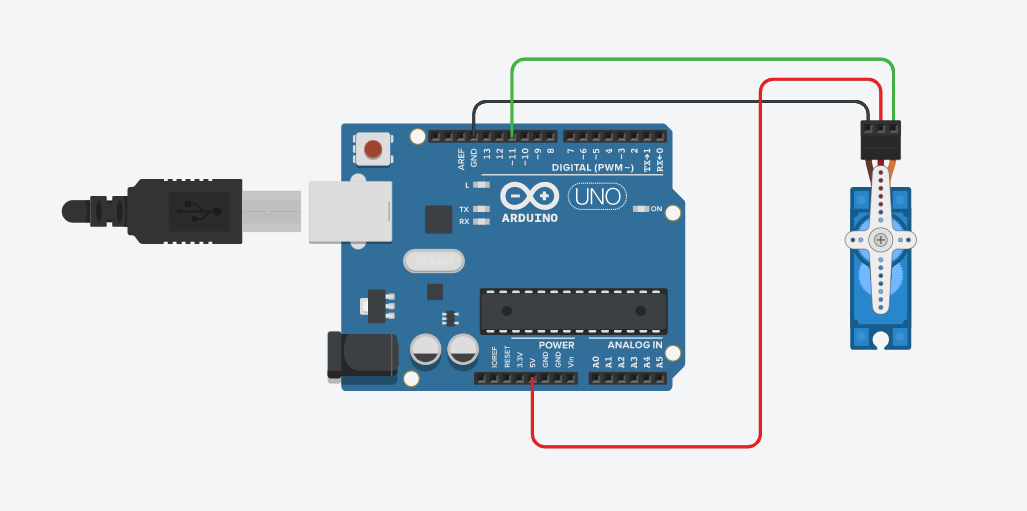 AREF
GND
13
12
~11
~10
~9
8
7
~6
~5
4
~3
2
TX→1
RX←0
DIGITAL (PWM~)
L
TX
RX
ARDUINO
UNO
ON
POWER
ANALOG IN
IOREF
RESET
3.3V
5V
GND
GND
Vin
A0
A1
A2
A3
A4
A5